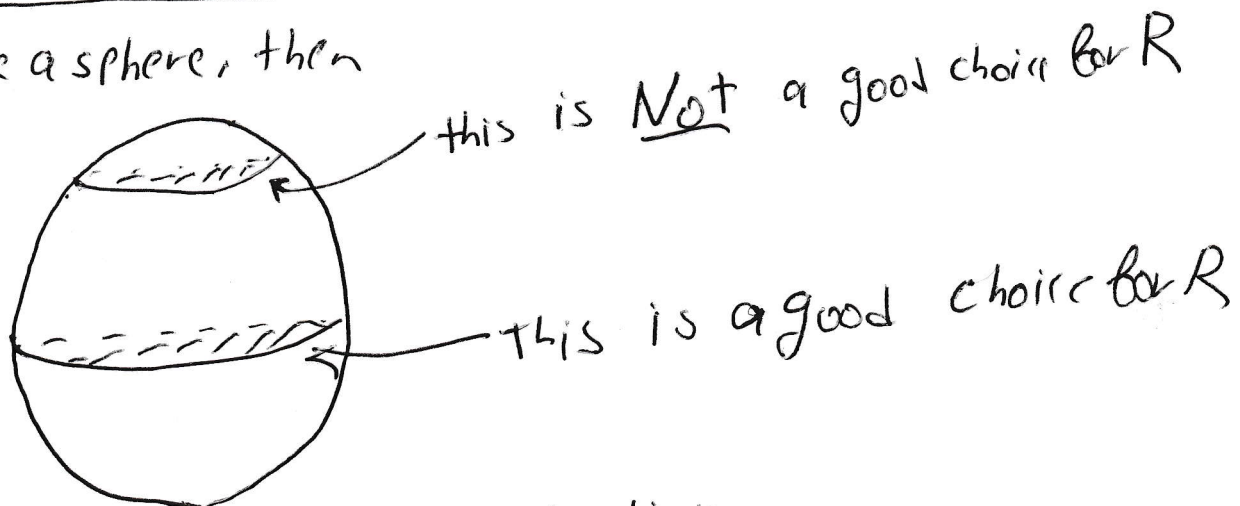 a sphere, then
this is Not a good choice for R
This is a good choice for R